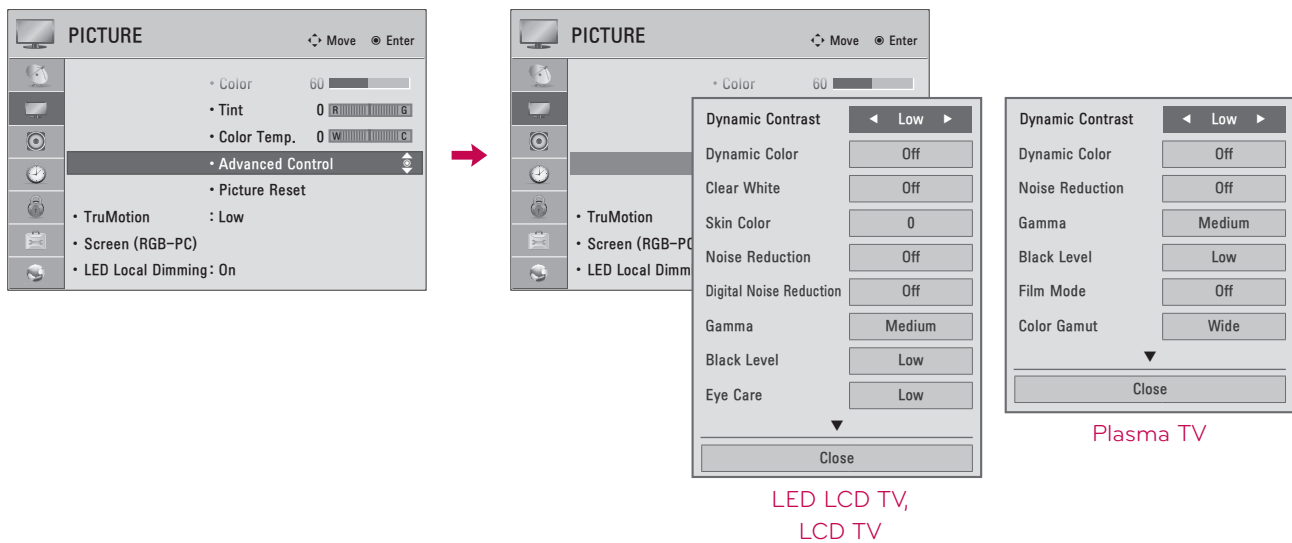 PICTURE
Move Enter
• Color 60
• Tint 0 R G
• Color Temp. 0 W C
• Advanced Control
• Picture Reset
• TruMotion : Low
• Screen (RGB-PC)
• LED Local Dimming : On
PICTURE
Move Enter
• Color 60
• TruMotion
• Screen (RGB-PC
• LED Local Dimm
Dynamic Contrast ◀ Low ▶
Dynamic Color Off
Clear White Off
Skin Color 0
Noise Reduction Off
Digital Noise Reduction Off
Gamma Medium
Black Level Low
Eye Care Low
▼
Close
LED LCD TV,
LCD TV
Dynamic Contrast ◀ Low ▶
Dynamic Color Off
Noise Reduction Off
Gamma Medium
Black Level Low
Film Mode Off
Color Gamut Wide
▼
Close
Plasma TV